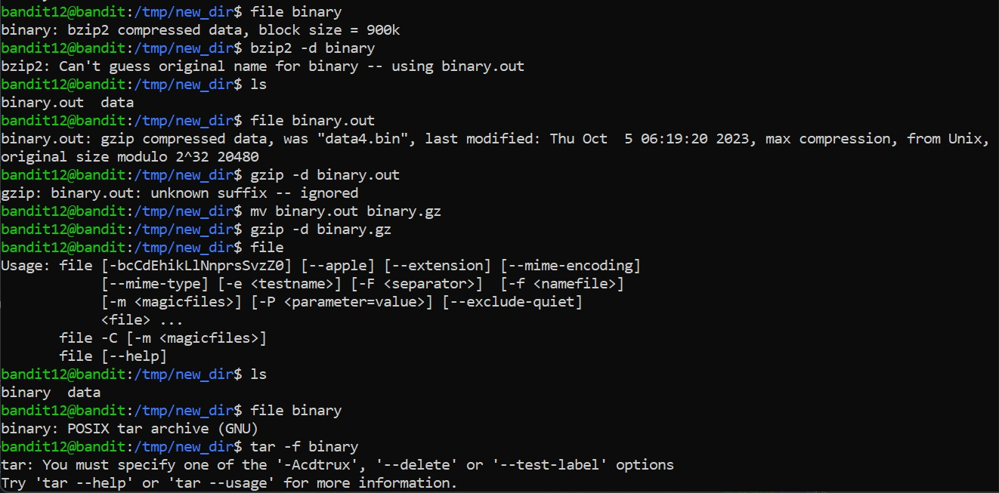 bandit12@bandit:/tmp/new_dir$ file binary
binary: bzip2 compressed data, block size = 900k
bandit12@bandit:/tmp/new_dir$ bzip2 -d binary
bzip2: Can't guess original name for binary -- using binary.out
bandit12@bandit:/tmp/new_dir$ ls
binary.out  data
bandit12@bandit:/tmp/new_dir$ file binary.out
binary.out: gzip compressed data, was "data4.bin", last modified: Thu Oct  5 06:19:20 2023, max compression, from Unix,
original size modulo 2^32 20480
bandit12@bandit:/tmp/new_dir$ gzip -d binary.out
gzip: binary.out: unknown suffix -- ignored
bandit12@bandit:/tmp/new_dir$ mv binary.out binary.gz
bandit12@bandit:/tmp/new_dir$ gzip -d binary.gz
bandit12@bandit:/tmp/new_dir$ file
Usage: file [-bcCdEhikLlNnprsSvzZ0] [--apple] [--extension] [--mime-encoding]
            [--mime-type] [-e <testname>] [-F <separator>]  [-f <namefile>]
            [-m <magicfiles>] [-P <parameter=value>] [--exclude-quiet]
            <file> ...
       file -C [-m <magicfiles>]
       file [--help]
bandit12@bandit:/tmp/new_dir$ ls
binary  data
bandit12@bandit:/tmp/new_dir$ file binary
binary: POSIX tar archive (GNU)
bandit12@bandit:/tmp/new_dir$ tar -f binary
tar: You must specify one of the '-Acdtrux', '--delete' or '--test-label' options
Try 'tar --help' or 'tar --usage' for more information.